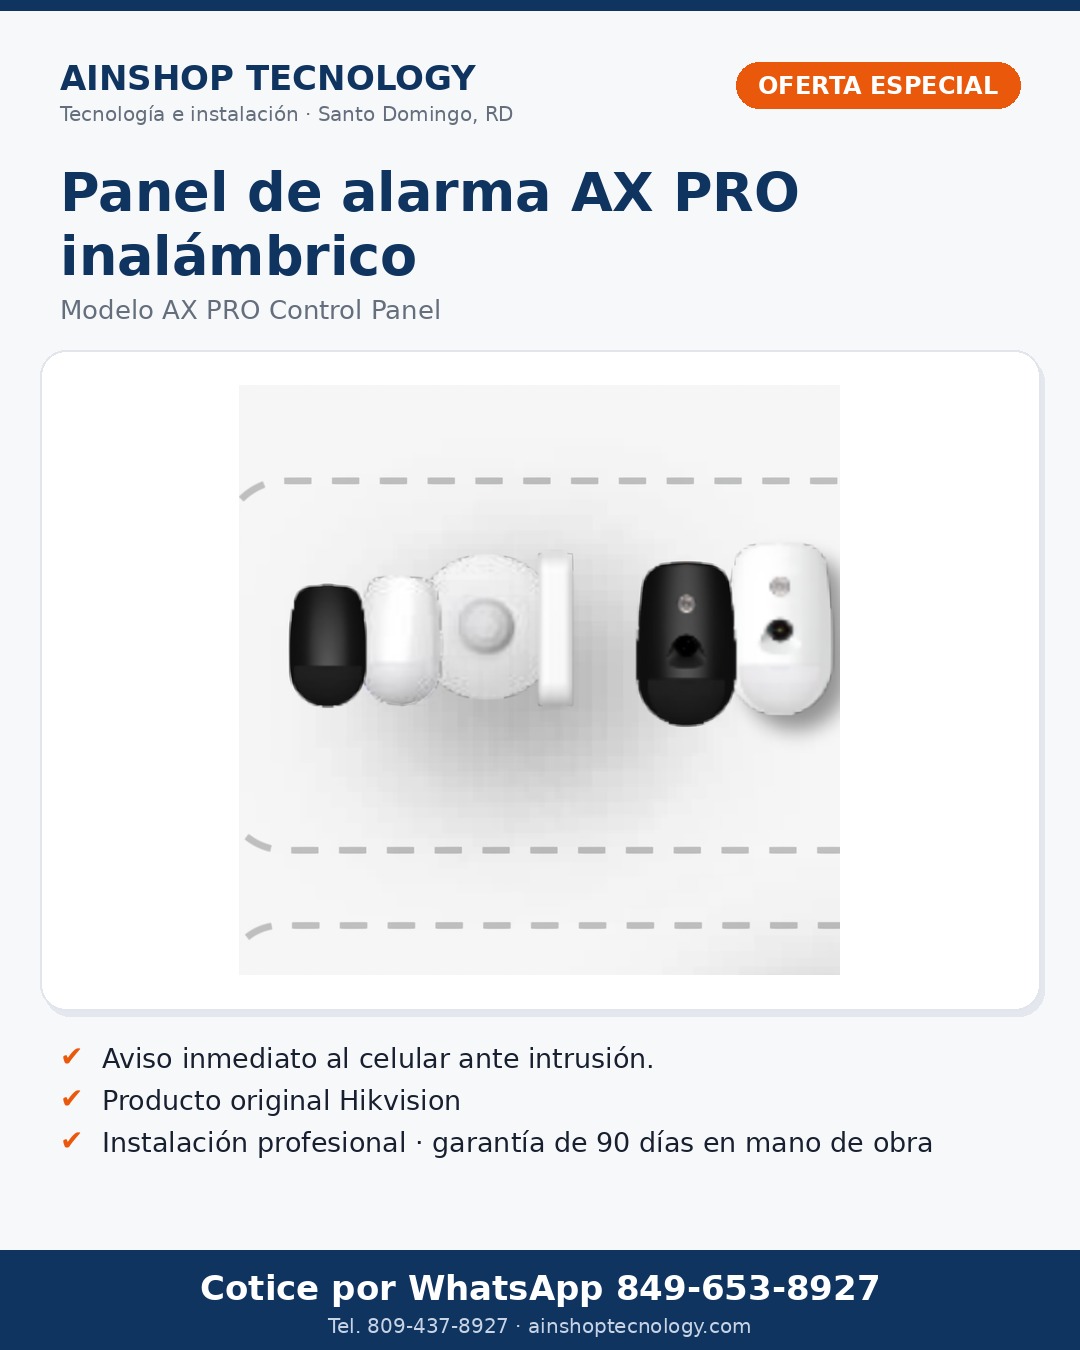 AINSHOP TECNOLOGY
Tecnología e instalación · Santo Domingo, RD
OFERTA ESPECIAL
Panel de alarma AX PRO
inalámbrico
Modelo AX PRO Control Panel
✔ Aviso inmediato al celular ante intrusión.
✔ Producto original Hikvision
✔ Instalación profesional · garantía de 90 días en mano de obra
Cotice por WhatsApp 849-653-8927
Tel. 809-437-8927 · ainshoptecnology.com